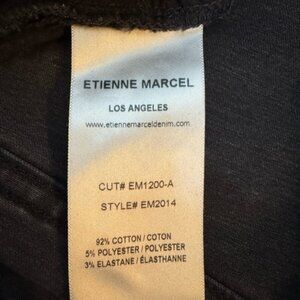 ETIENNE MARCEL
LOS ANGELES
www.etiennemarceldenim.com
CUT# EM1200-A
STYLE# EM2014
92% COTTON / COTON
5% POLYESTER / POLYESTER
3% ELASTANE / ÉLASTHANNE